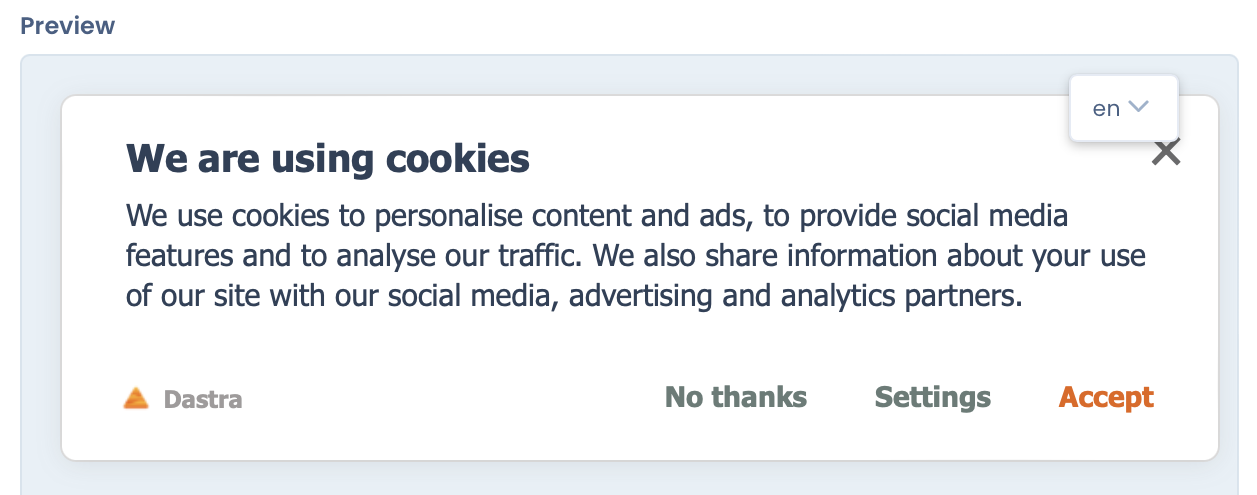 Preview
en
We are using cookies
We use cookies to personalise content and ads, to provide social media
features and to analyse our traffic. We also share information about your use
of our site with our social media, advertising and analytics partners.
Dastra No thanks Settings Accept